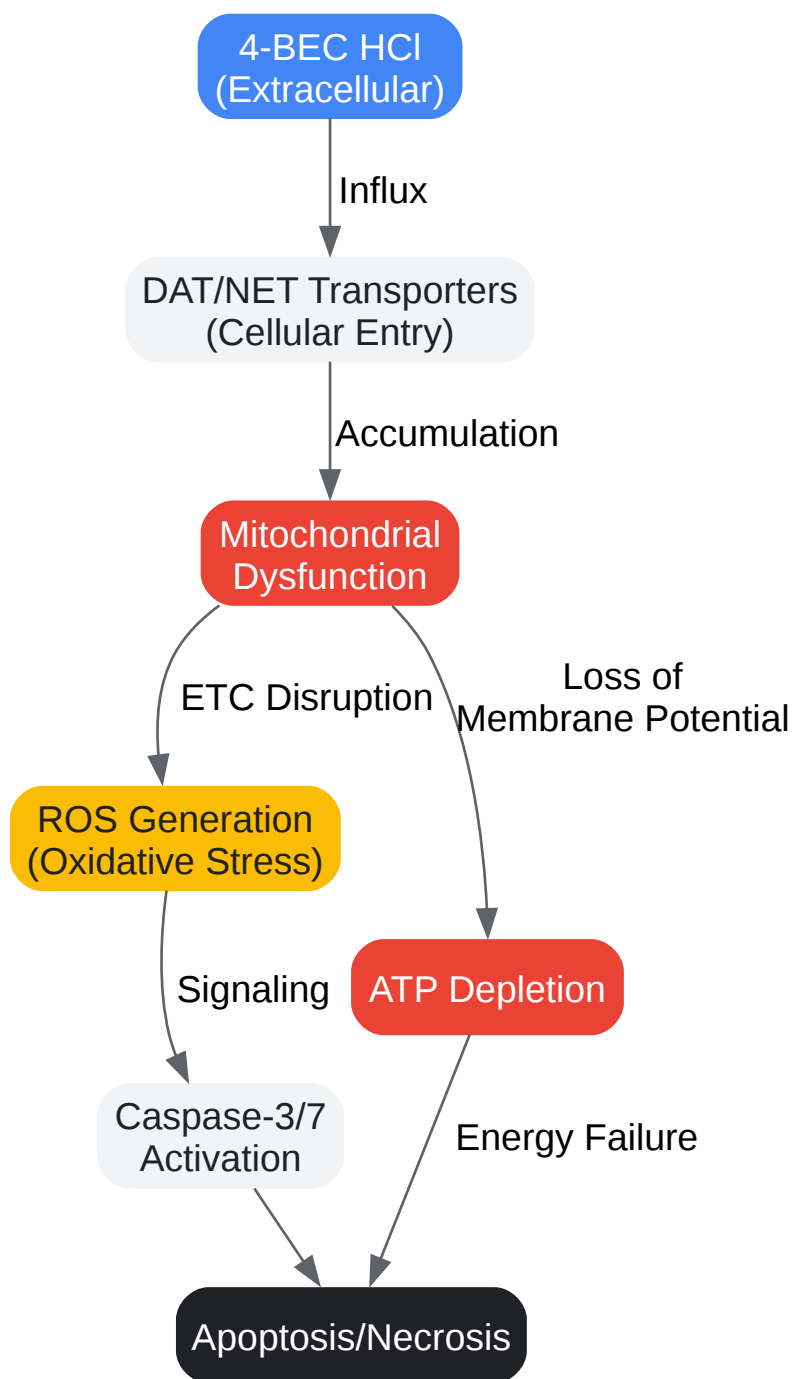 4-BEC HCl
(Extracellular)
Influx
DAT/NET Transporters
(Cellular Entry)
Accumulation
Mitochondrial
Dysfunction
ETC Disruption
Loss of
Membrane Potential
ROS Generation
(Oxidative Stress)
Signaling
ATP Depletion
Caspase-3/7
Activation
Energy Failure
Apoptosis/Necrosis